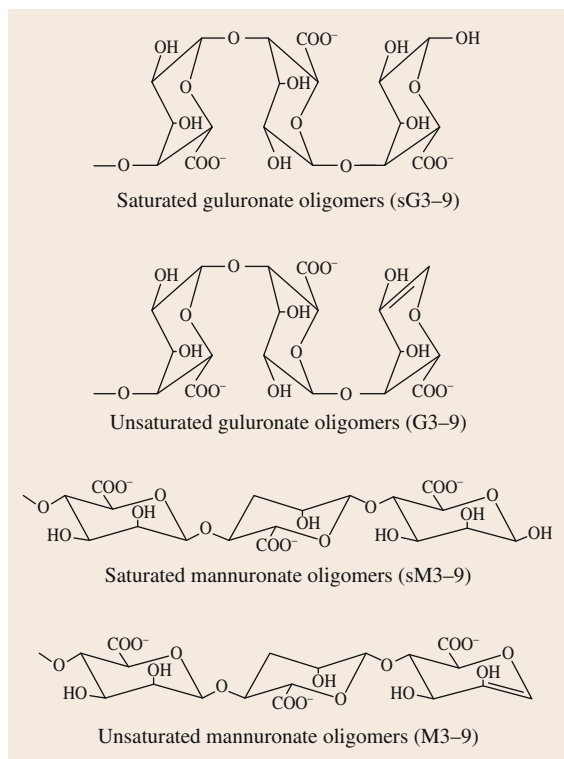 OH O COO⁻ OH OH
O OH O
OH O OH
O COO⁻ OH O COO⁻
Saturated guluronate oligomers (sG3–9)
OH O COO⁻ OH
O OH O
OH O OH
O COO⁻ OH O COO⁻
Unsaturated guluronate oligomers (G3–9)
COO⁻ O COO⁻ O
O OH O OH
HO O OH HO OH
COO⁻ O
Saturated mannuronate oligomers (sM3–9)
COO⁻ O COO⁻ O
O OH O OH
HO O OH HO
COO⁻ O
Unsaturated mannuronate oligomers (M3–9)